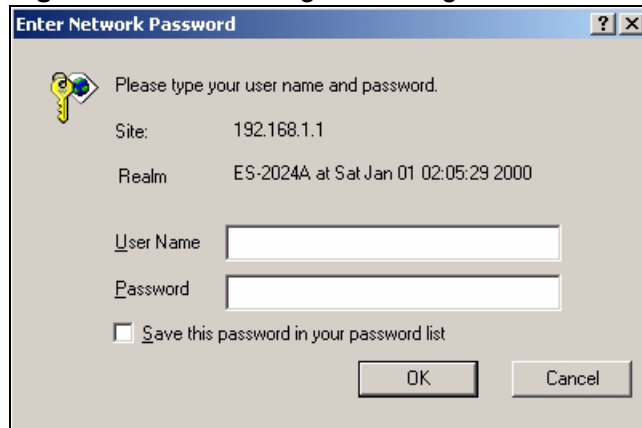 Enter Network Password
Please type your user name and password.
Site: 192.168.1.1
Realm ES-2024A at Sat Jan 01 02:05:29 2000
User Name
Password
Save this password in your password list
OK Cancel